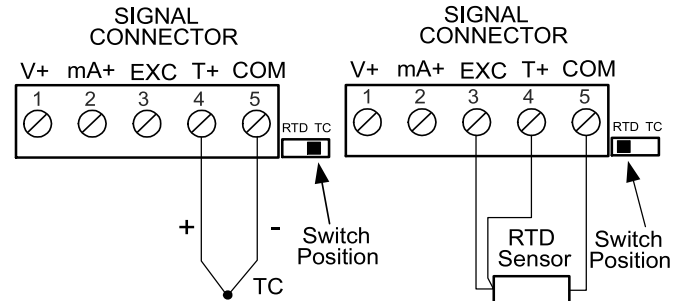 SIGNAL
CONNECTOR
V+ mA+ EXC T+ COM
1 2 3 4 5
RTD TC
+ -
Switch
Position
TC
SIGNAL
CONNECTOR
V+ mA+ EXC T+ COM
1 2 3 4 5
RTD TC
RTD
Sensor
Switch
Position